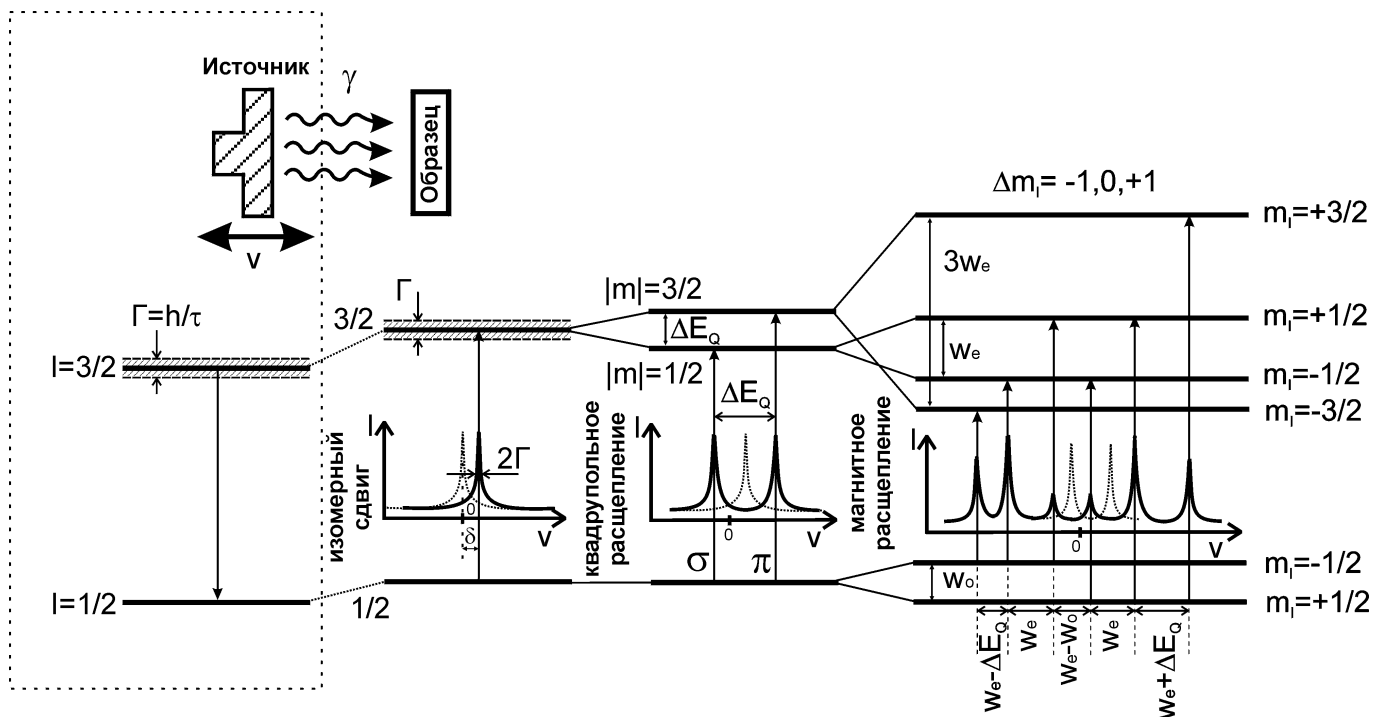 Источник
γ
Образец
v
Γ=h/τ
I=3/2
I=1/2
3/2
Γ
1/2
изомерный
сдвиг
I
2Γ
0
δ
v
|m|=3/2
ΔE_Q
|m|=1/2
ΔE_Q
квадрупольное
расщепление
I
0
v
σ
π
Δm_I= -1,0,+1
m_I=+3/2
3w_e
m_I=+1/2
w_e
m_I=-1/2
m_I=-3/2
магнитное
расщепление
I
0
v
m_I=-1/2
w_o
m_I=+1/2
w_e-ΔE_Q
w_e
w_e-w_o
w_e
w_e+ΔE_Q